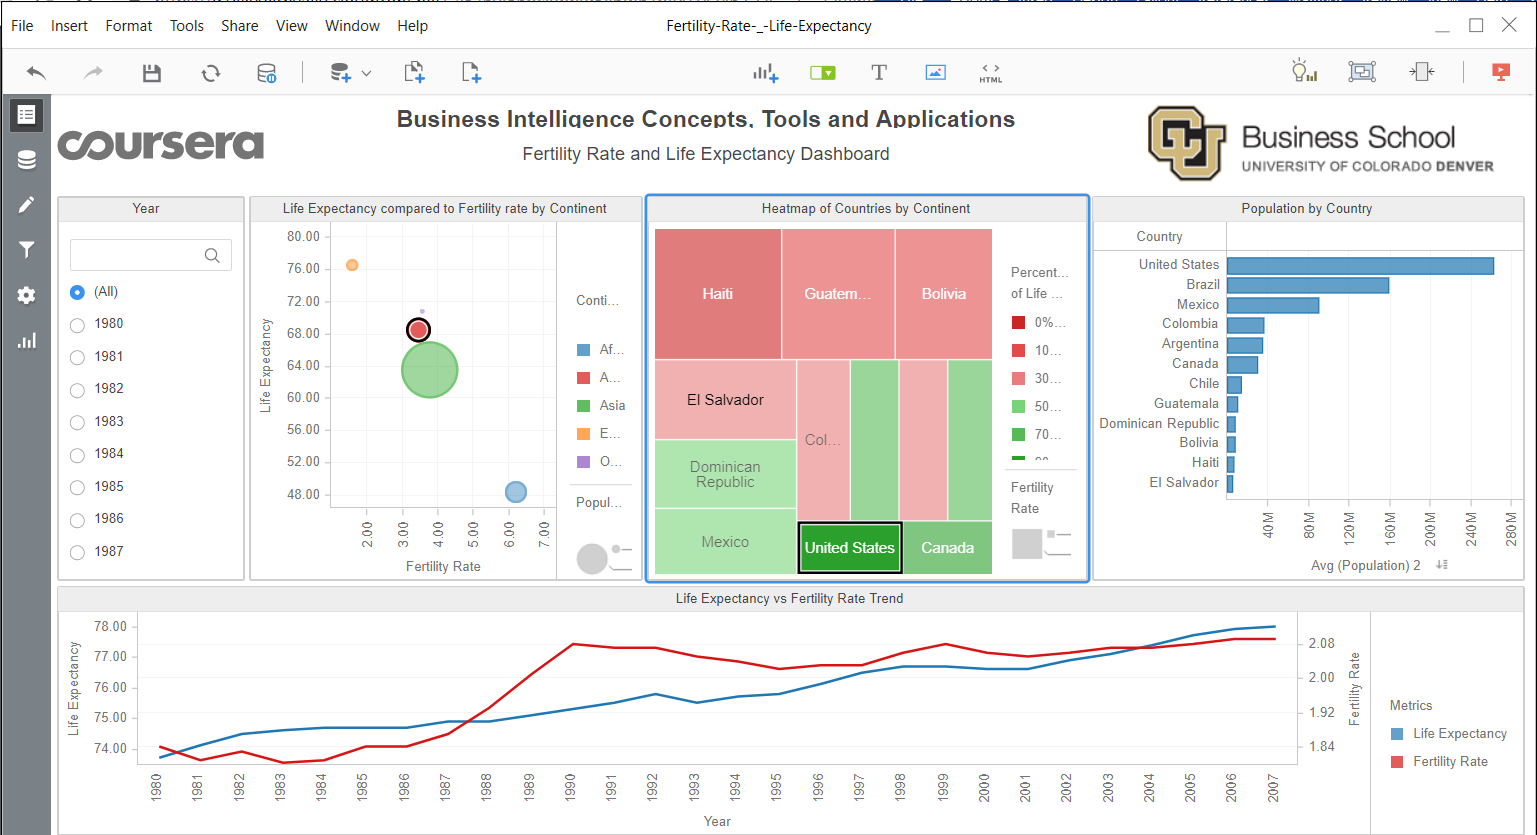 File Insert Format Tools Share View Window Help
Fertility-Rate-_-Life-Expectancy
HTML
coursera
Business Intelligence Concepts, Tools and Applications
Fertility Rate and Life Expectancy Dashboard
CU
Business School
UNIVERSITY OF COLORADO DENVER
Year
(All)
1980
1981
1982
1983
1984
1985
1986
1987
Life Expectancy compared to Fertility rate by Continent
Life Expectancy
80.00
76.00
72.00
68.00
64.00
60.00
56.00
52.00
48.00
2.00 3.00 4.00 5.00 6.00 7.00
Fertility Rate
Conti...
Af...
A...
Asia
E...
O...
Popul...
Heatmap of Countries by Continent
Haiti
Guatem...
Bolivia
El Salvador
Col...
Dominican
Republic
Mexico
United States
Canada
Percent...
of Life ...
0%...
10...
30...
50...
70...
Fertility
Rate
Population by Country
Country
United States
Brazil
Mexico
Colombia
Argentina
Canada
Chile
Guatemala
Dominican Republic
Bolivia
Haiti
El Salvador
40 M 80 M 120 M 160 M 200 M 240 M 280 M
Avg (Population) 2
Life Expectancy vs Fertility Rate Trend
Life Expectancy
78.00
77.00
76.00
75.00
74.00
2.08
2.00
1.92
1.84
Fertility Rate
1980 1981 1982 1983 1984 1985 1986 1987 1988 1989 1990 1991 1992 1993 1994 1995 1996 1997 1998 1999 2000 2001 2002 2003 2004 2005 2006 2007
Year
Metrics
Life Expectancy
Fertility Rate